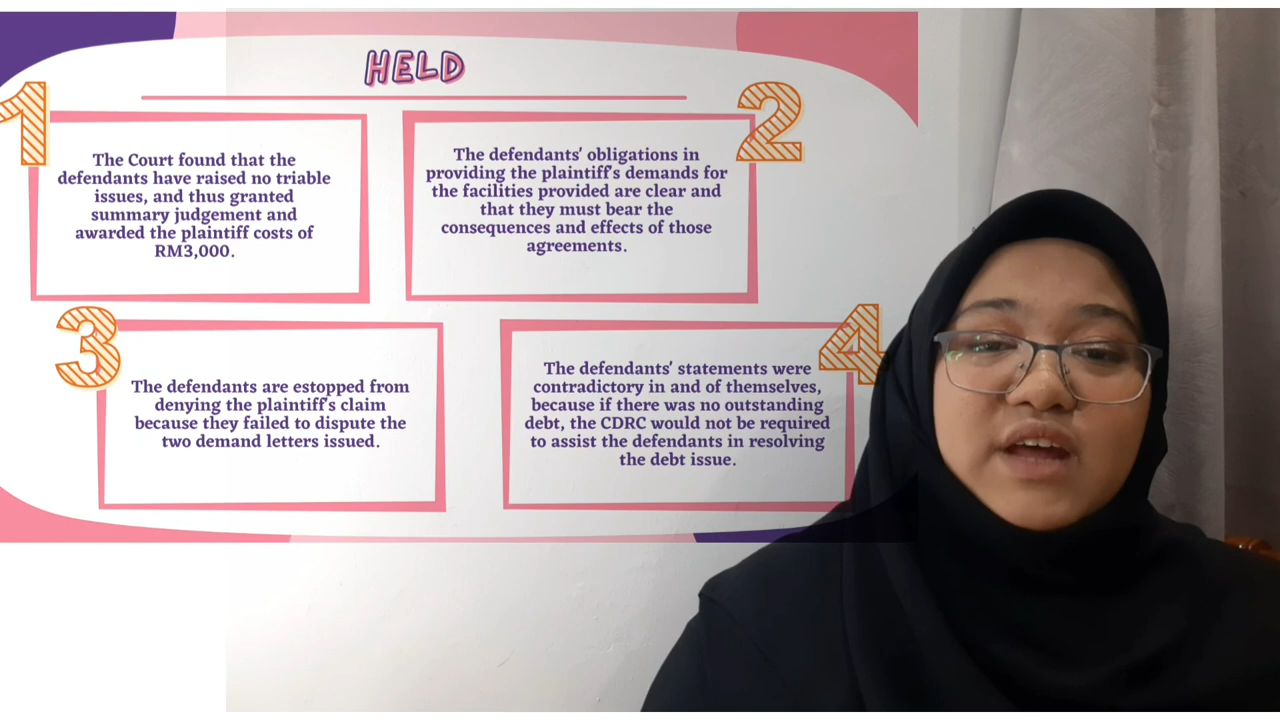 HELD
1
The Court found that the
defendants have raised no triable
issues, and thus granted
summary judgement and
awarded the plaintiff costs of
RM3,000.
2
The defendants' obligations in
providing the plaintiff's demands for
the facilities provided are clear and
that they must bear the
consequences and effects of those
agreements.
3
The defendants are estopped from
denying the plaintiff's claim
because they failed to dispute the
two demand letters issued.
4
The defendants' statements were
contradictory in and of themselves,
because if there was no outstanding
debt, the CDRC would not be required
to assist the defendants in resolving
the debt issue.